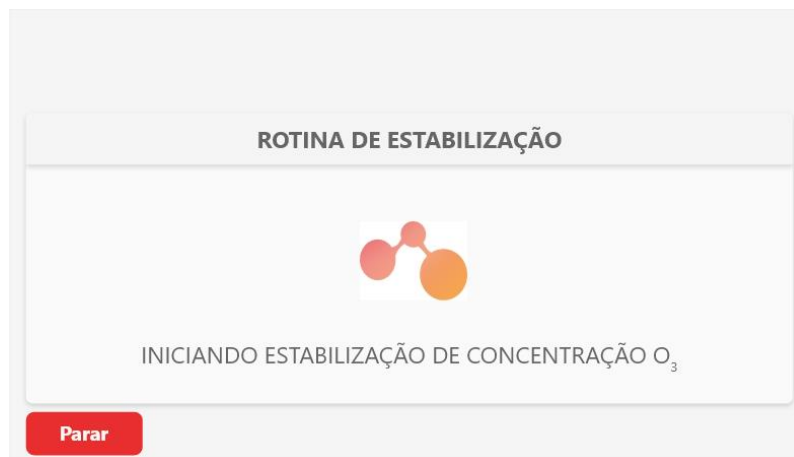 ROTINA DE ESTABILIZAÇÃO
INICIANDO ESTABILIZAÇÃO DE CONCENTRAÇÃO O₃
Parar